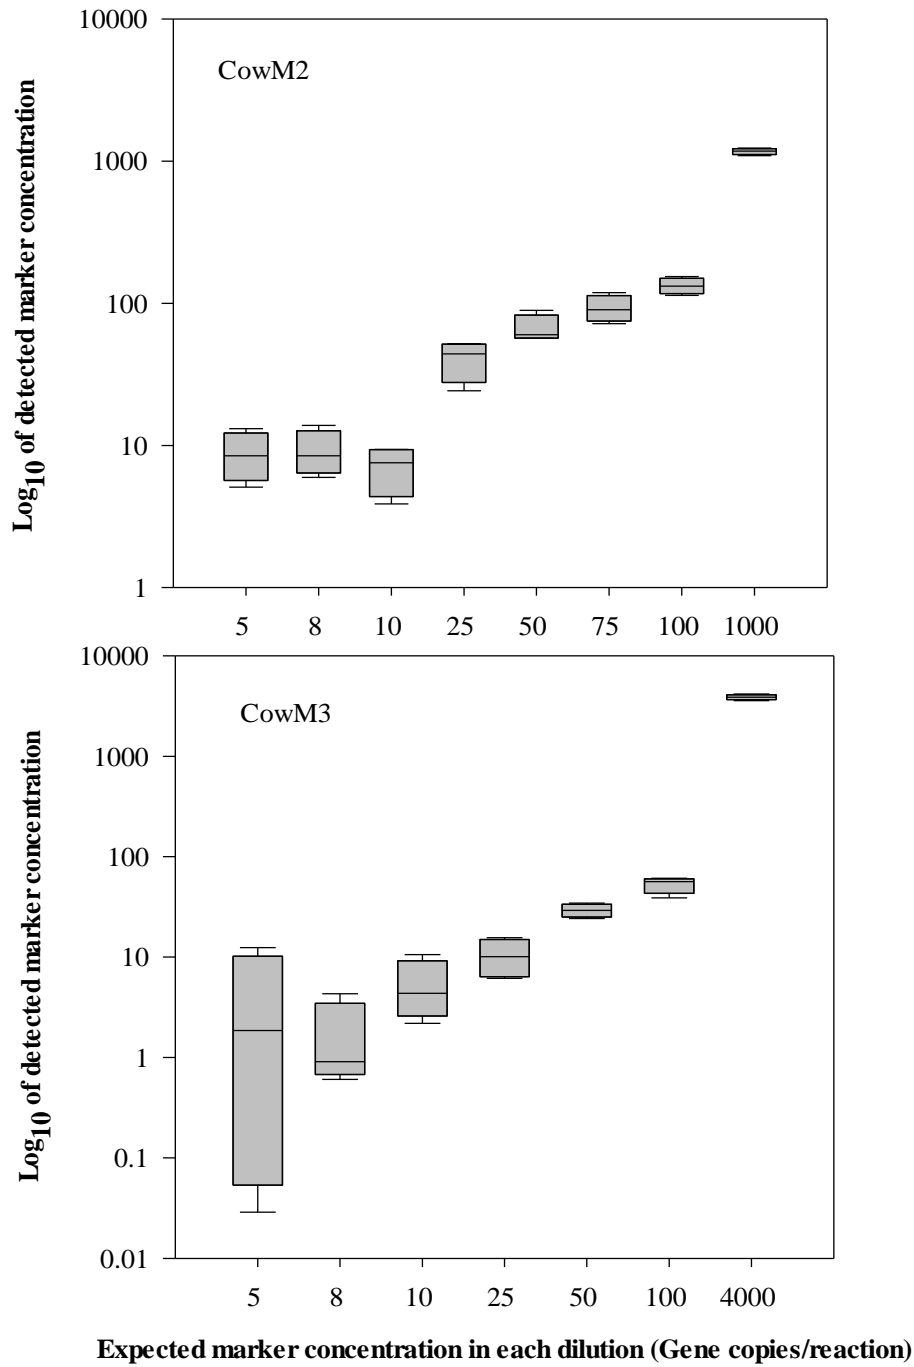 10000
CowM2
1000
100
10
1
Log10 of detected marker concentration
5 8 10 25 50 75 100 1000
10000
CowM3
1000
100
10
1
0.1
0.01
Log10 of detected marker concentration
5 8 10 25 50 100 4000
Expected marker concentration in each dilution (Gene copies/reaction)